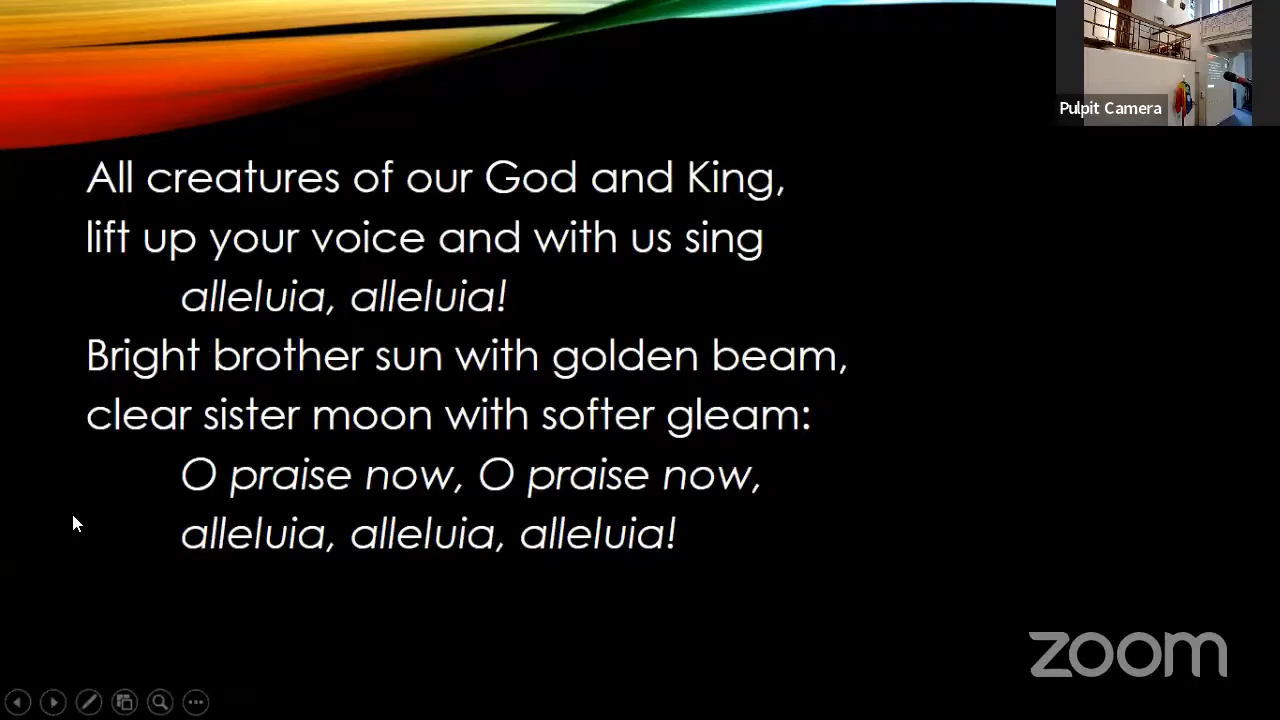 Pulpit Camera
All creatures of our God and King,
lift up your voice and with us sing
alleluia, alleluia!
Bright brother sun with golden beam,
clear sister moon with softer gleam:
O praise now, O praise now,
alleluia, alleluia, alleluia!
zoom